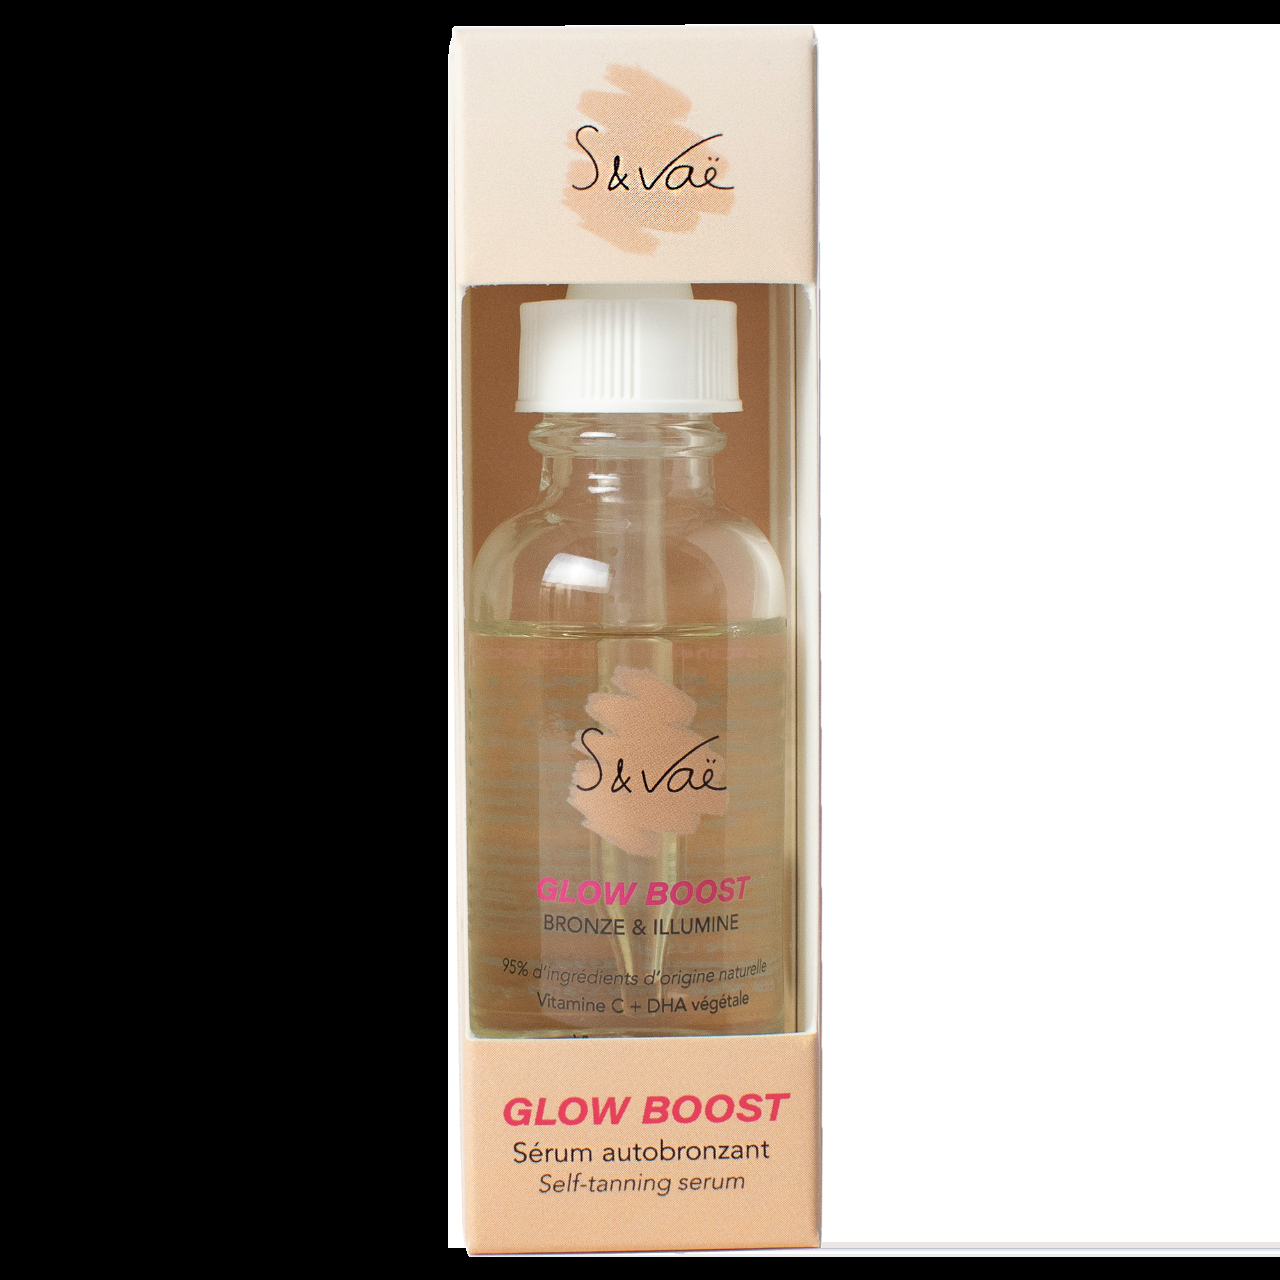 S&Vaë
S&Vaë
GLOW BOOST
BRONZE & ILLUMINE
95% d'ingrédients d'origine naturelle
Vitamine C + DHA végétale
GLOW BOOST
Sérum autobronzant
Self-tanning serum